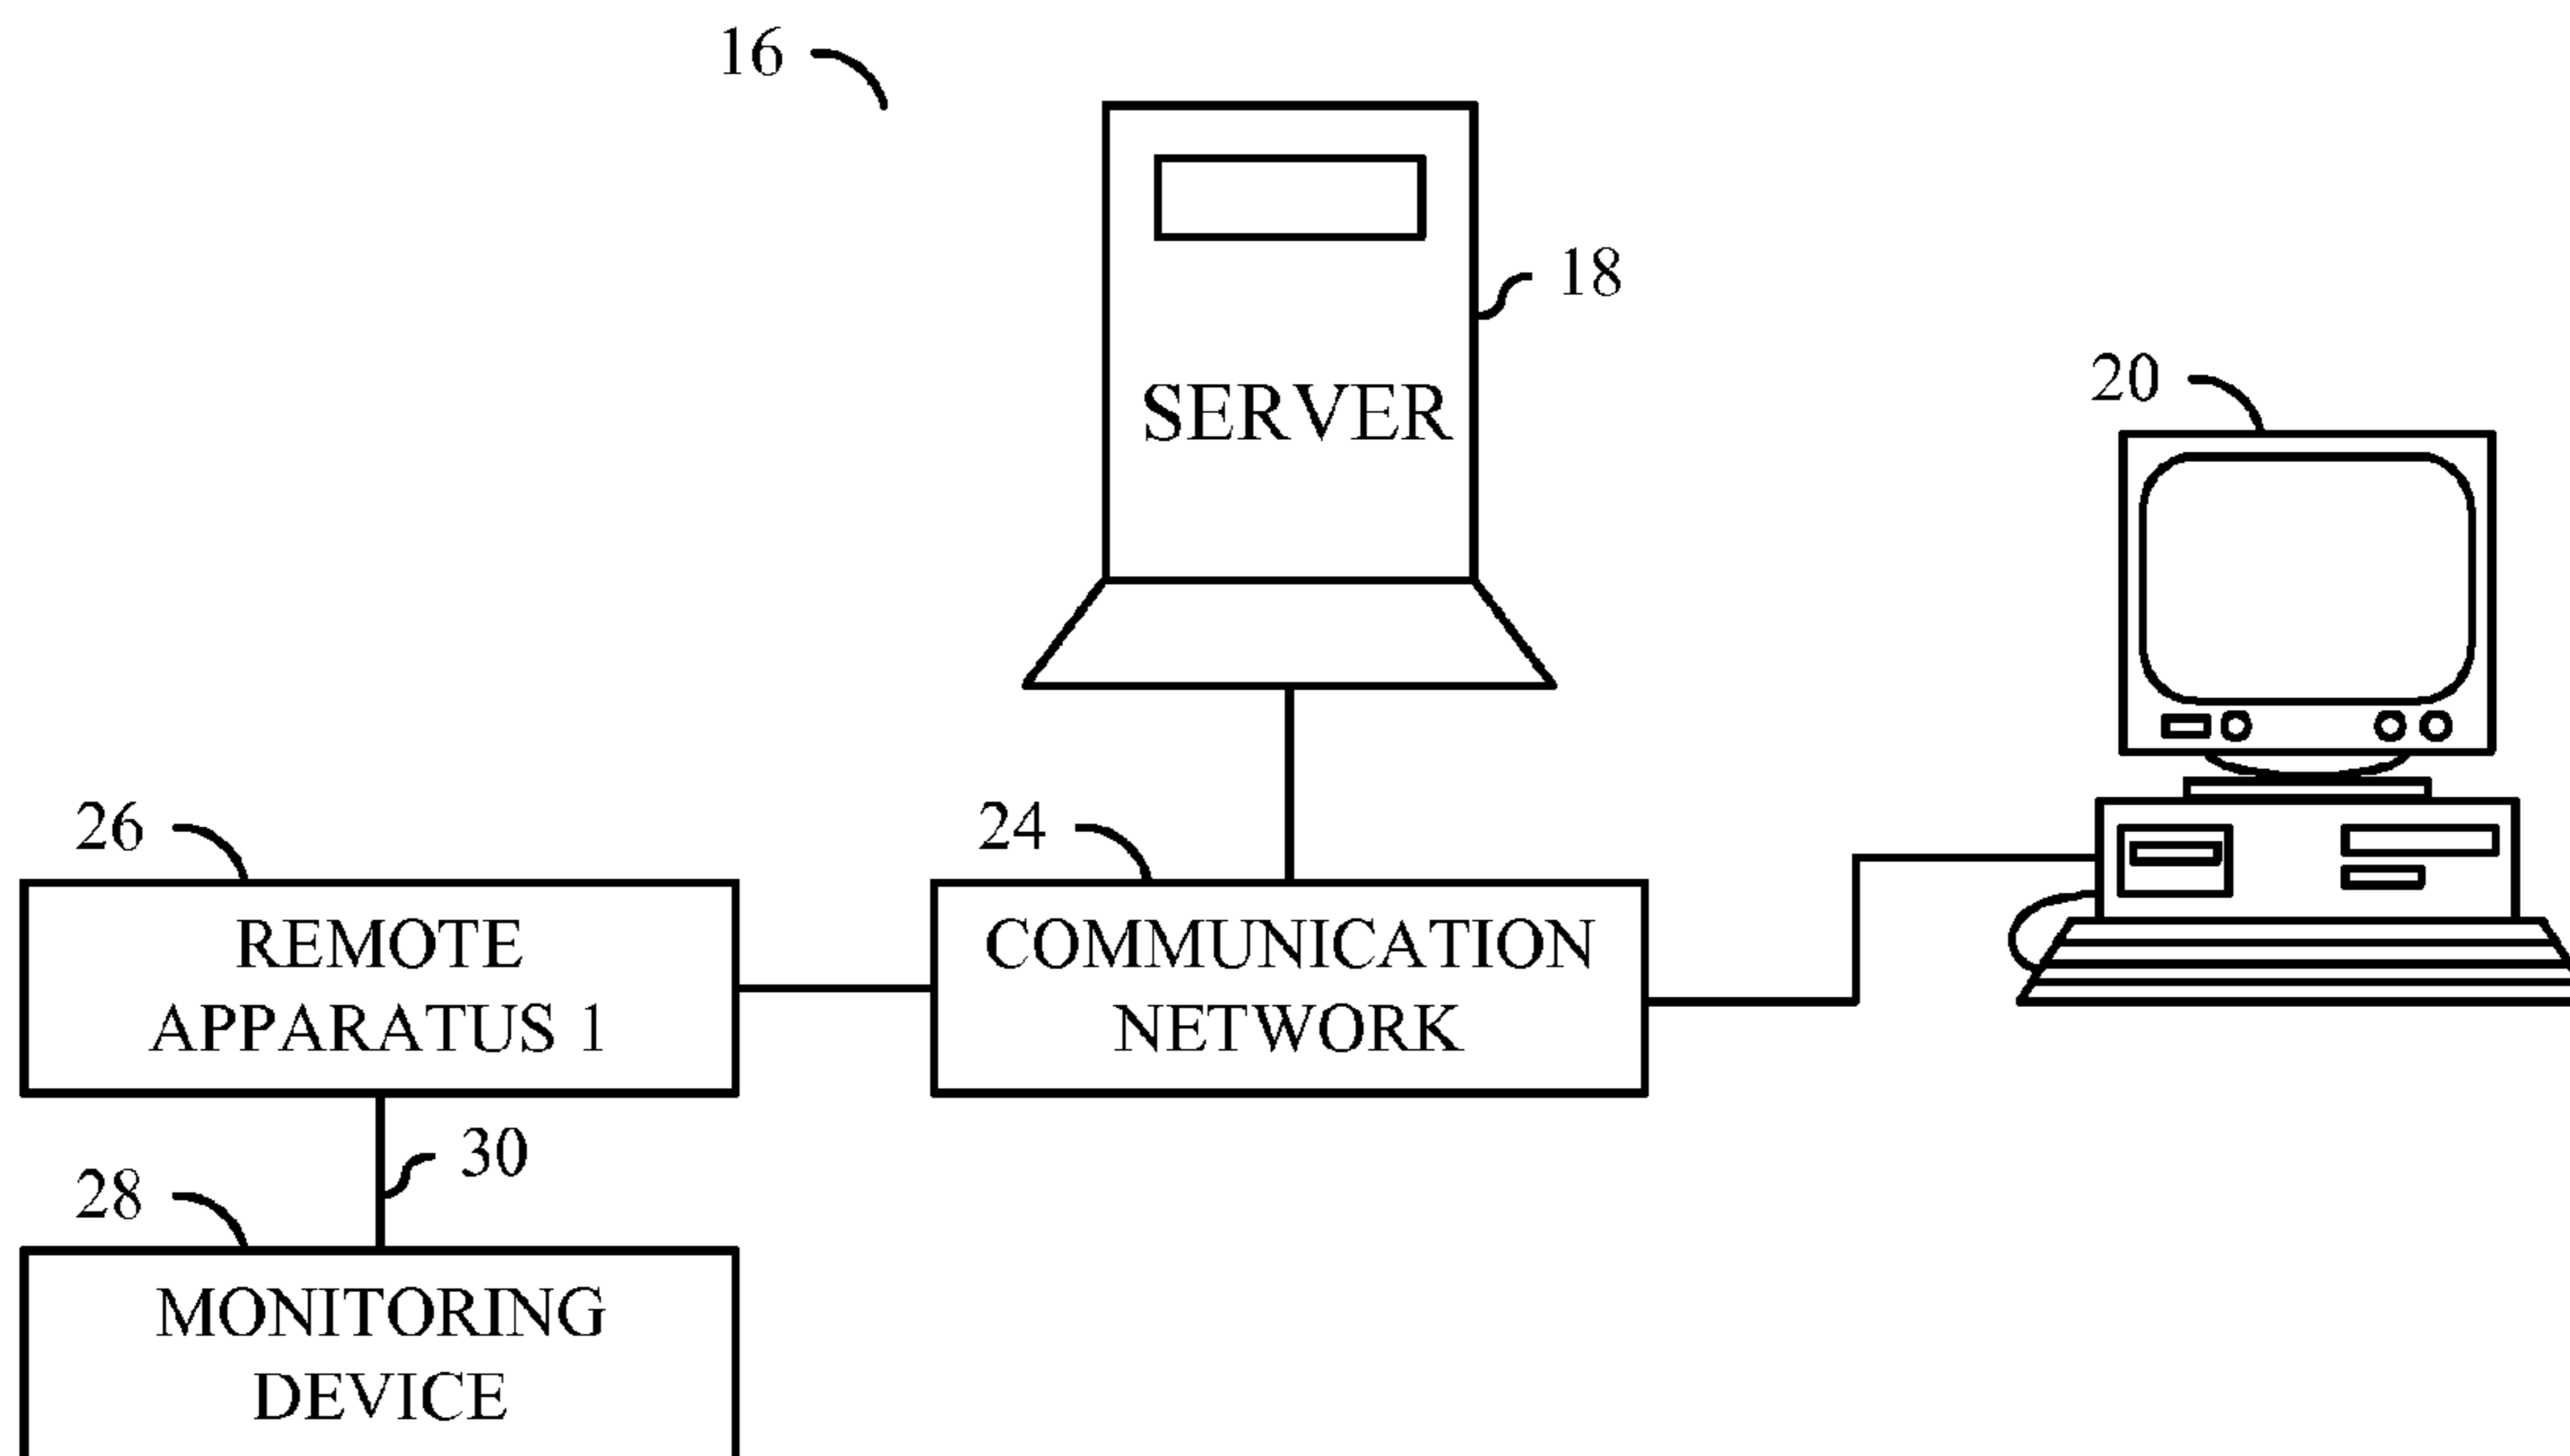 16
18
SERVER
20
26
24
REMOTE
APPARATUS 1
COMMUNICATION
NETWORK
30
28
MONITORING
DEVICE